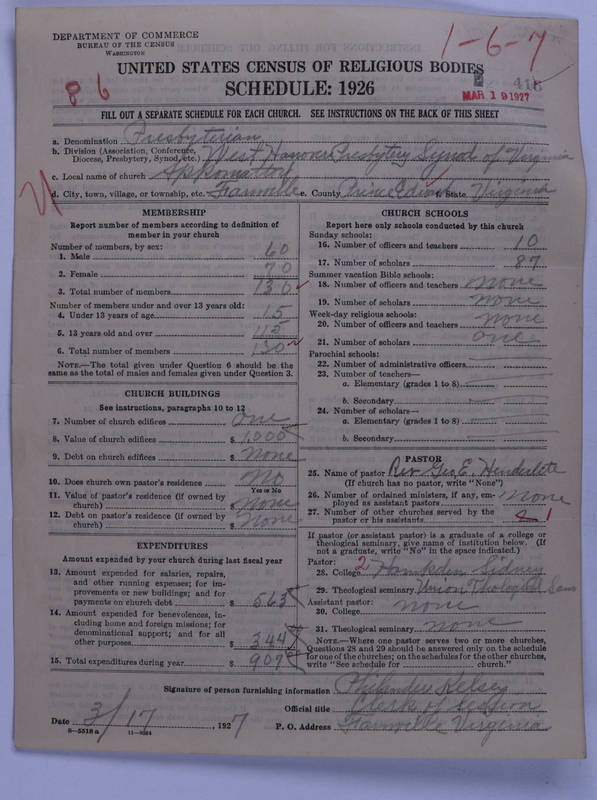 DEPARTMENT OF COMMERCE
BUREAU OF THE CENSUS
WASHINGTON
1-6-7
416
MAR 19 1927
P 6
UNITED STATES CENSUS OF RELIGIOUS BODIES
SCHEDULE: 1926
FILL OUT A SEPARATE SCHEDULE FOR EACH CHURCH. SEE INSTRUCTIONS ON THE BACK OF THIS SHEET
a. Denomination Presbyterian
b. Division (Association, Conference, Diocese, Presbytery, Synod, etc.) West Hanover Presbytery Synod of Virginia
c. Local name of church Appomattox
d. City, town, village, or township, etc. Farmville e. County Prince Edward f. State Virginia
MEMBERSHIP
Report number of members according to definition of member in your church
Number of members, by sex:
1. Male 60
2. Female 70
3. Total number of members 130
Number of members under and over 13 years old:
4. Under 13 years of age 15
5. 13 years old and over 115
6. Total number of members 130
NOTE.—The total given under Question 6 should be the same as the total of males and females given under Question 3.
CHURCH BUILDINGS
See instructions, paragraphs 10 to 12
7. Number of church edifices one
8. Value of church edifices $ 1,000
9. Debt on church edifices $ None
10. Does church own pastor's residence No
Yes or No
11. Value of pastor's residence (if owned by church) $ None
12. Debt on pastor's residence (if owned by church) $ None
EXPENDITURES
Amount expended by your church during last fiscal year
13. Amount expended for salaries, repairs, and other running expenses; for improvements or new buildings; and for payments on church debt $ 563
14. Amount expended for benevolences, including home and foreign missions; for denominational support; and for all other purposes $ 344
15. Total expenditures during year $ 907
CHURCH SCHOOLS
Report here only schools conducted by this church
Sunday schools:
16. Number of officers and teachers 10
17. Number of scholars 87
Summer vacation Bible schools:
18. Number of officers and teachers none
19. Number of scholars none
Week-day religious schools:
20. Number of officers and teachers none
21. Number of scholars one
Parochial schools:
22. Number of administrative officers
23. Number of teachers—
a. Elementary (grades 1 to 8)
b. Secondary
24. Number of scholars—
a. Elementary (grades 1 to 8)
b. Secondary
PASTOR
25. Name of pastor Rev. Geo. E. Henderlite
(If church has no pastor, write "None")
26. Number of ordained ministers, if any, employed as assistant pastors None
27. Number of other churches served by the pastor or his assistants 1
If pastor (or assistant pastor) is a graduate of a college or theological seminary, give name of institution below. (If not a graduate, write "No" in the space indicated.)
Pastor:
28. College 2 Hampden Sidney
29. Theological seminary Union Theological Sem
Assistant pastor:
30. College none
31. Theological seminary none
NOTE.—Where one pastor serves two or more churches, Questions 28 and 29 should be answered only on the schedule for one of the churches; on the schedules for the other churches, write "See schedule for church."
Signature of person furnishing information Philander Kelsey
Official title Clerk of Session
Date 3/17 1927 P. O. Address Farmville Virginia
8-5518 a 11-9204